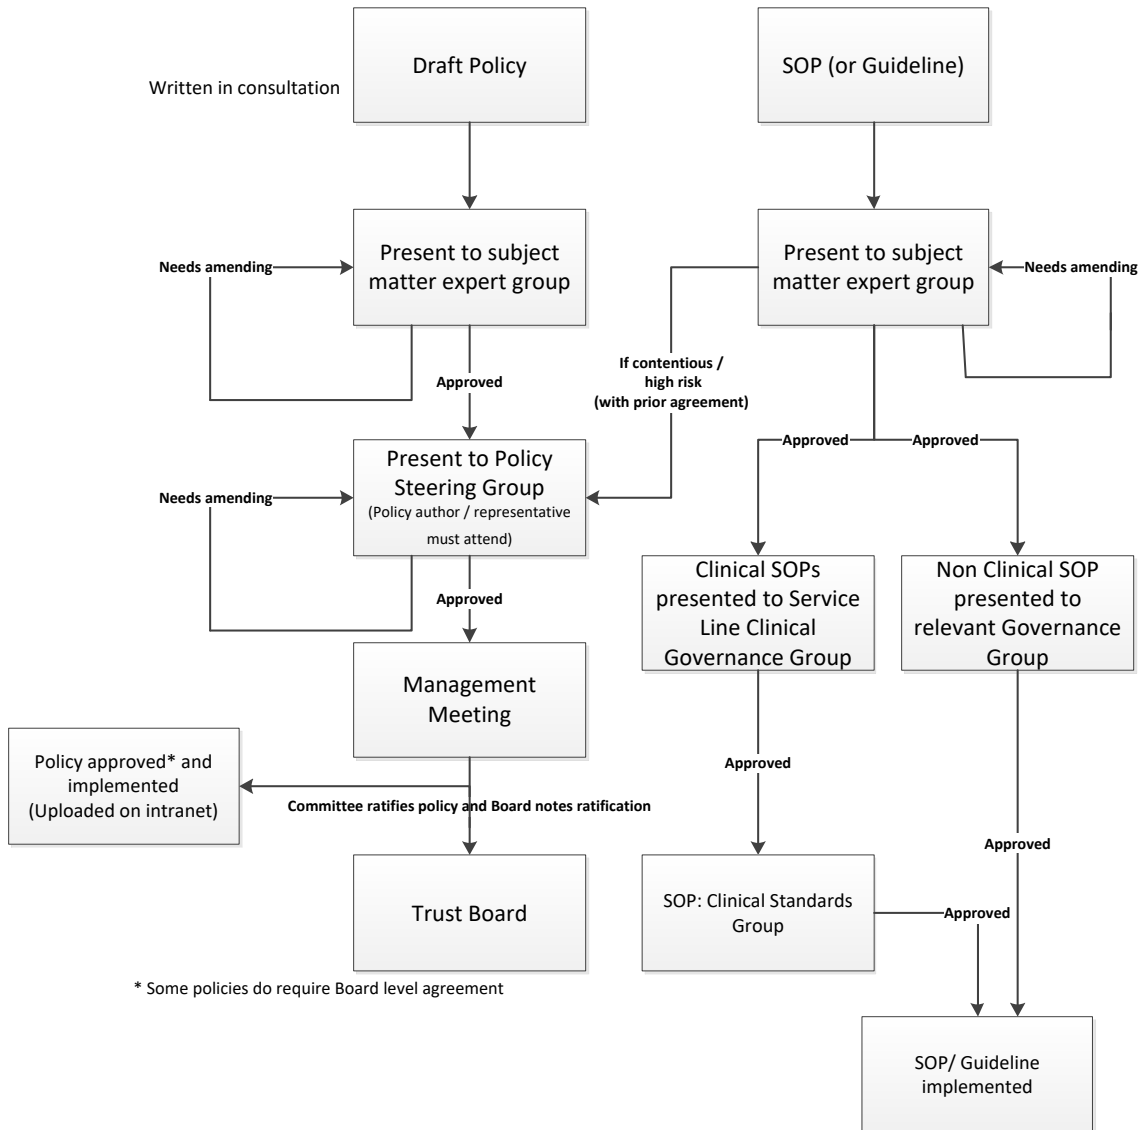 Draft Policy
SOP (or Guideline)
Written in consultation
Present to subject
matter expert group
Needs amending
Present to subject
matter expert group
Needs amending
If contentious /
high risk
(with prior agreement)
Approved
Approved
Approved
Present to Policy
Steering Group
(Policy author / representative
must attend)
Needs amending
Approved
Clinical SOPs
presented to Service
Line Clinical
Governance Group
Non Clinical SOP
presented to
relevant Governance
Group
Management
Meeting
Policy approved* and
implemented
(Uploaded on intranet)
Approved
Committee ratifies policy and Board notes ratification
Approved
Trust Board
SOP: Clinical Standards
Group
Approved
* Some policies do require Board level agreement
SOP/ Guideline
implemented